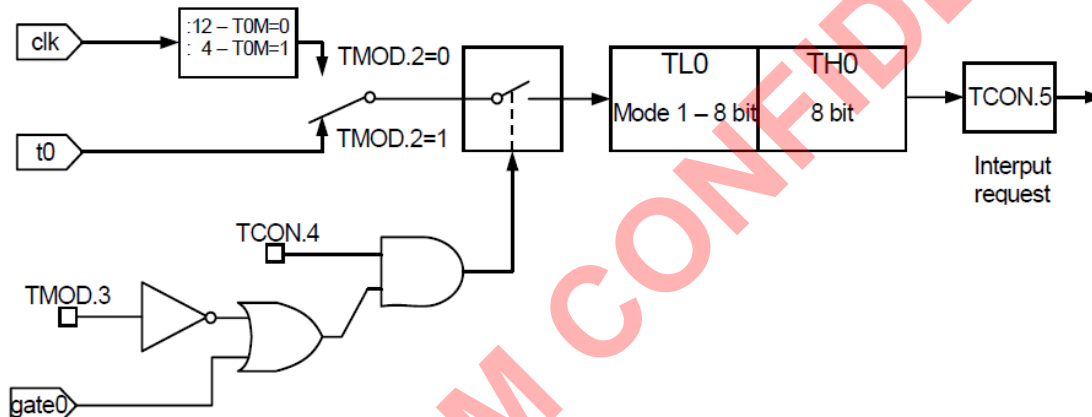 clk
:12 – T0M=0
: 4 – T0M=1
TMOD.2=0
TL0
TH0
Mode 1 – 8 bit
8 bit
TCON.5
t0
TMOD.2=1
Interput
request
TCON.4
TMOD.3
gate0
M CONFIDE